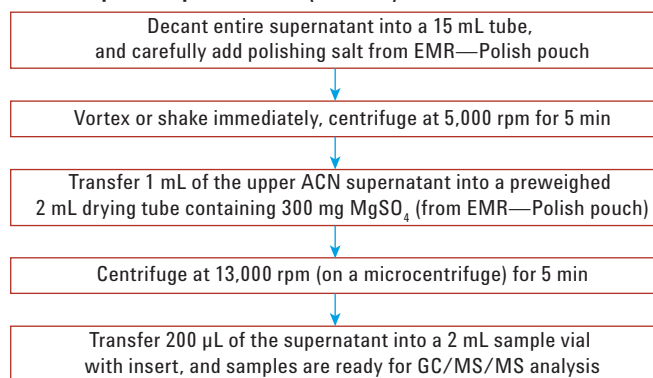 Decant entire supernatant into a 15 mL tube,
and carefully add polishing salt from EMR—Polish pouch
Vortex or shake immediately, centrifuge at 5,000 rpm for 5 min
Transfer 1 mL of the upper ACN supernatant into a preweighed
2 mL drying tube containing 300 mg MgSO₄ (from EMR—Polish pouch)
Centrifuge at 13,000 rpm (on a microcentrifuge) for 5 min
Transfer 200 µL of the supernatant into a 2 mL sample vial
with insert, and samples are ready for GC/MS/MS analysis